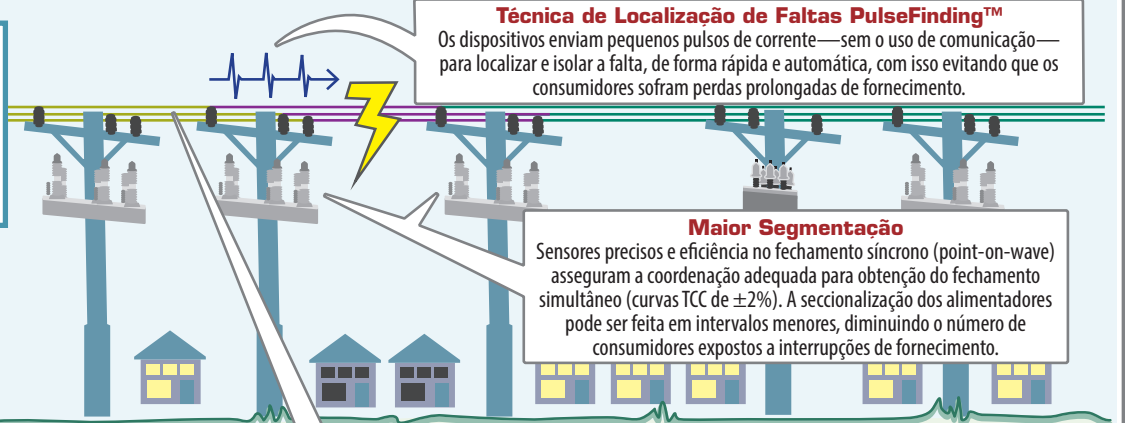 Técnica de Localização de Faltas PulseFinding™
Os dispositivos enviam pequenos pulsos de corrente—sem o uso de comunicação—
para localizar e isolar a falta, de forma rápida e automática, com isso evitando que os
consumidores sofram perdas prolongadas de fornecimento.
Maior Segmentação
Sensores precisos e eficiência no fechamento síncrono (point-on-wave)
asseguram a coordenação adequada para obtenção do fechamento
simultâneo (curvas TCC de ±2%). A seccionalização dos alimentadores
pode ser feita em intervalos menores, diminuindo o número de
consumidores expostos a interrupções de fornecimento.